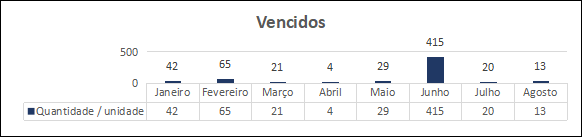 Vencidos
415
500
42 65 21 4 29 20 13
0
Janeiro Fevereiro Março Abril Maio Junho Julho Agosto
Quantidade / unidade 42 65 21 4 29 415 20 13